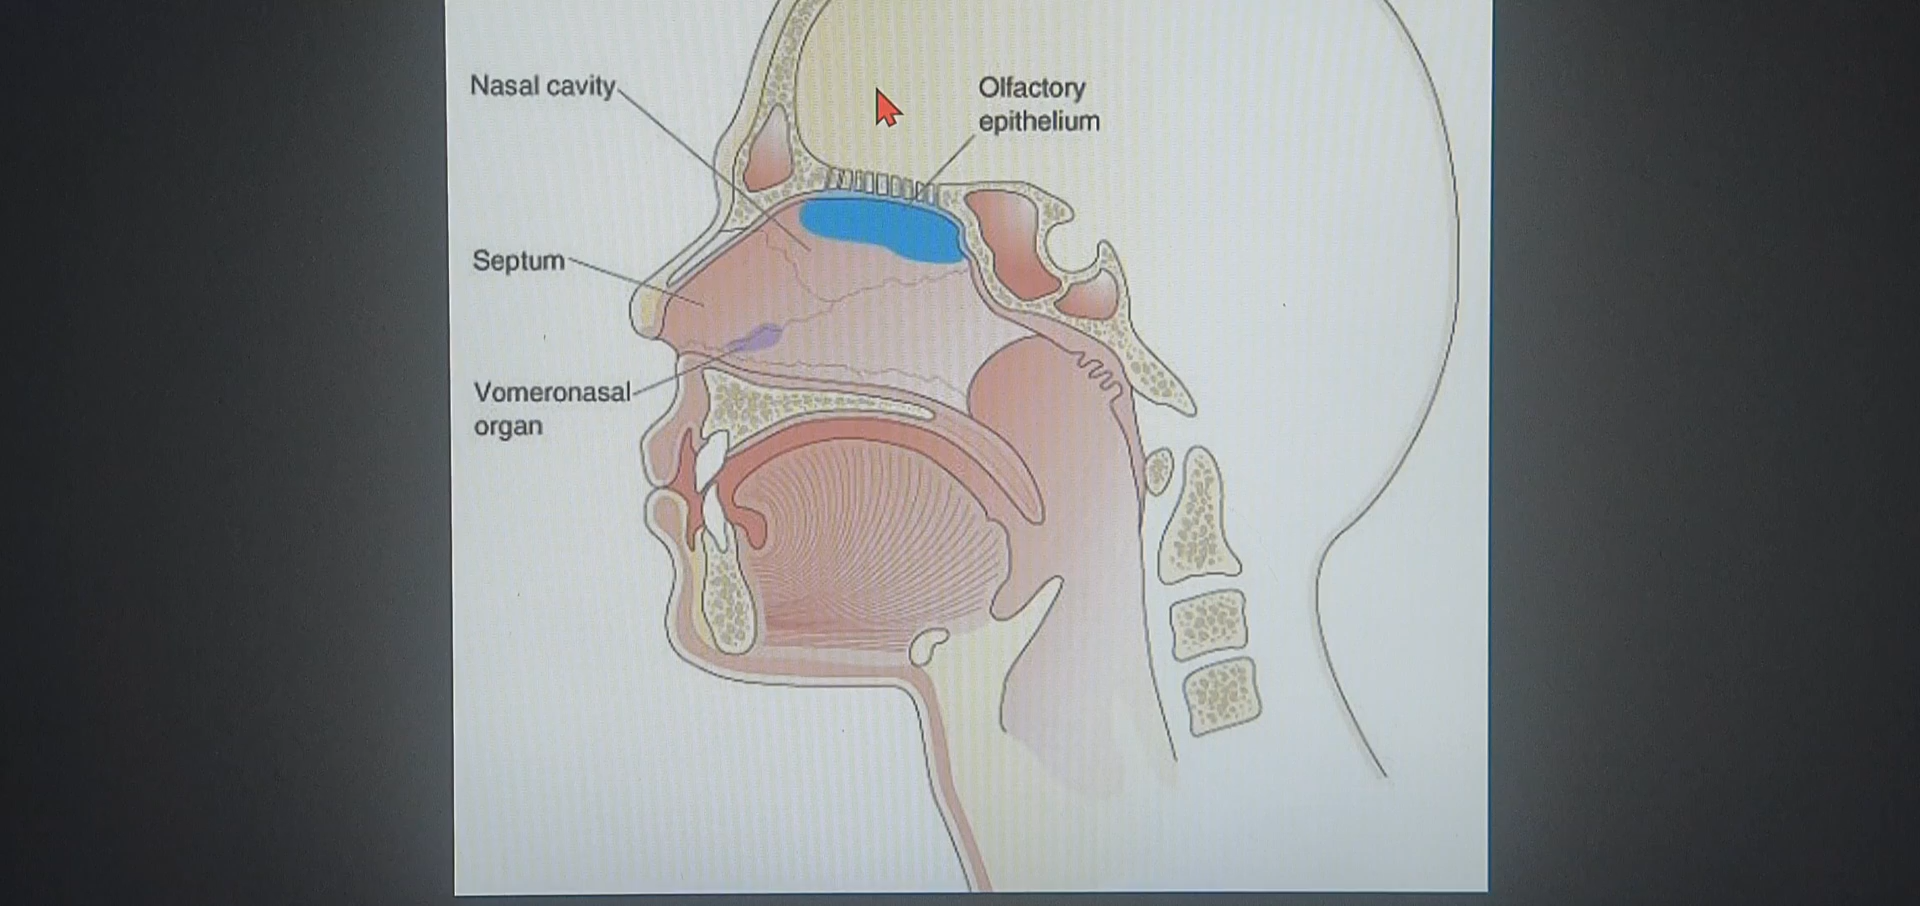 Nasal cavity
Olfactory
epithelium
Septum
Vomeronasal
organ